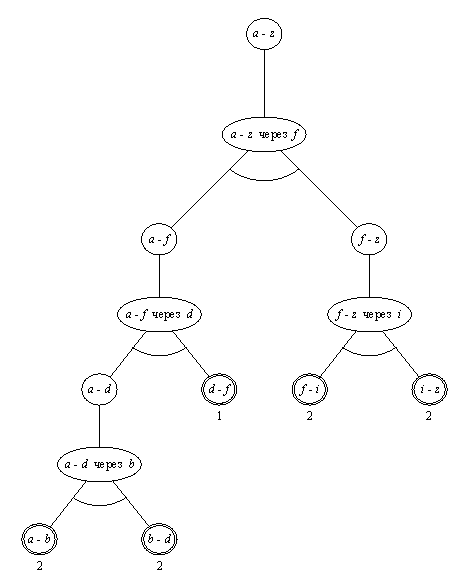 a - z
a - z через f
a - f
f - z
a - f через d
f - z через i
a - d
d - f
f - i
i - z
1
2
2
a - d через b
a - b
b - d
2
2